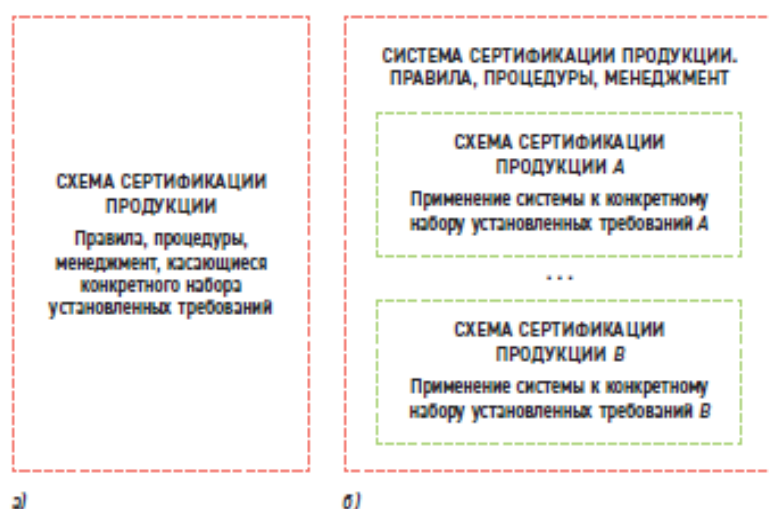 СХЕМА СЕРТИФИКАЦИИ
ПРОДУКЦИИ
Правила, процедуры,
менеджмент, касающиеся
конкретного набора
установленных требований
а)
СИСТЕМА СЕРТИФИКАЦИИ ПРОДУКЦИИ.
ПРАВИЛА, ПРОЦЕДУРЫ, МЕНЕДЖМЕНТ
СХЕМА СЕРТИФИКАЦИИ
ПРОДУКЦИИ A
Применение системы к конкретному
набору установленных требований A
...
СХЕМА СЕРТИФИКАЦИИ
ПРОДУКЦИИ B
Применение системы к конкретному
набору установленных требований B
б)